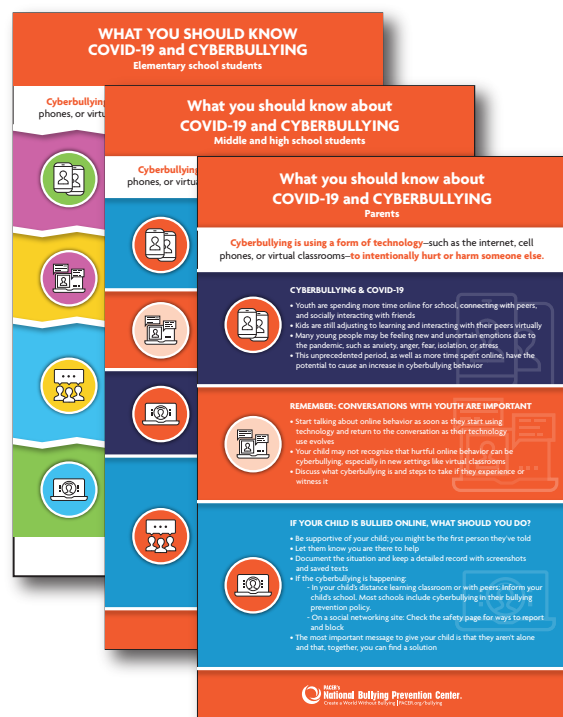 WHAT YOU SHOULD KNOW
COVID-19 and CYBERBULLYING
Elementary school students
Cyberbullying
phones, or virtu
What you should know about
COVID-19 and CYBERBULLYING
Middle and high school students
Cyberbullying
phones, or virtua
What you should know about
COVID-19 and CYBERBULLYING
Parents
Cyberbullying is using a form of technology–such as the internet, cell
phones, or virtual classrooms–to intentionally hurt or harm someone else.
CYBERBULLYING & COVID-19
• Youth are spending more time online for school, connecting with peers,
and socially interacting with friends
• Kids are still adjusting to learning and interacting with their peers virtually
• Many young people may be feeling new and uncertain emotions due to
the pandemic, such as anxiety, anger, fear, isolation, or stress
• This unprecedented period, as well as more time spent online, have the
potential to cause an increase in cyberbullying behavior
REMEMBER: CONVERSATIONS WITH YOUTH ARE IMPORTANT
• Start talking about online behavior as soon as they start using
technology and return to the conversation as their technology
use evolves
• Your child may not recognize that hurtful online behavior can be
cyberbullying, especially in new settings like virtual classrooms
• Discuss what cyberbullying is and steps to take if they experience or
witness it
IF YOUR CHILD IS BULLIED ONLINE, WHAT SHOULD YOU DO?
• Be supportive of your child; you might be the first person they've told
• Let them know you are there to help
• Document the situation and keep a detailed record with screenshots
and saved texts
• If the cyberbullying is happening:
- In your child's distance learning classroom or with peers: Inform your
child's school. Most schools include cyberbullying in their bullying
prevention policy.
- On a social networking site: Check the safety page for ways to report
and block
• The most important message to give your child is that they aren't alone
and that, together, you can find a solution
PACER's
National Bullying Prevention Center.
Create a World Without Bullying | PACER.org/bullying